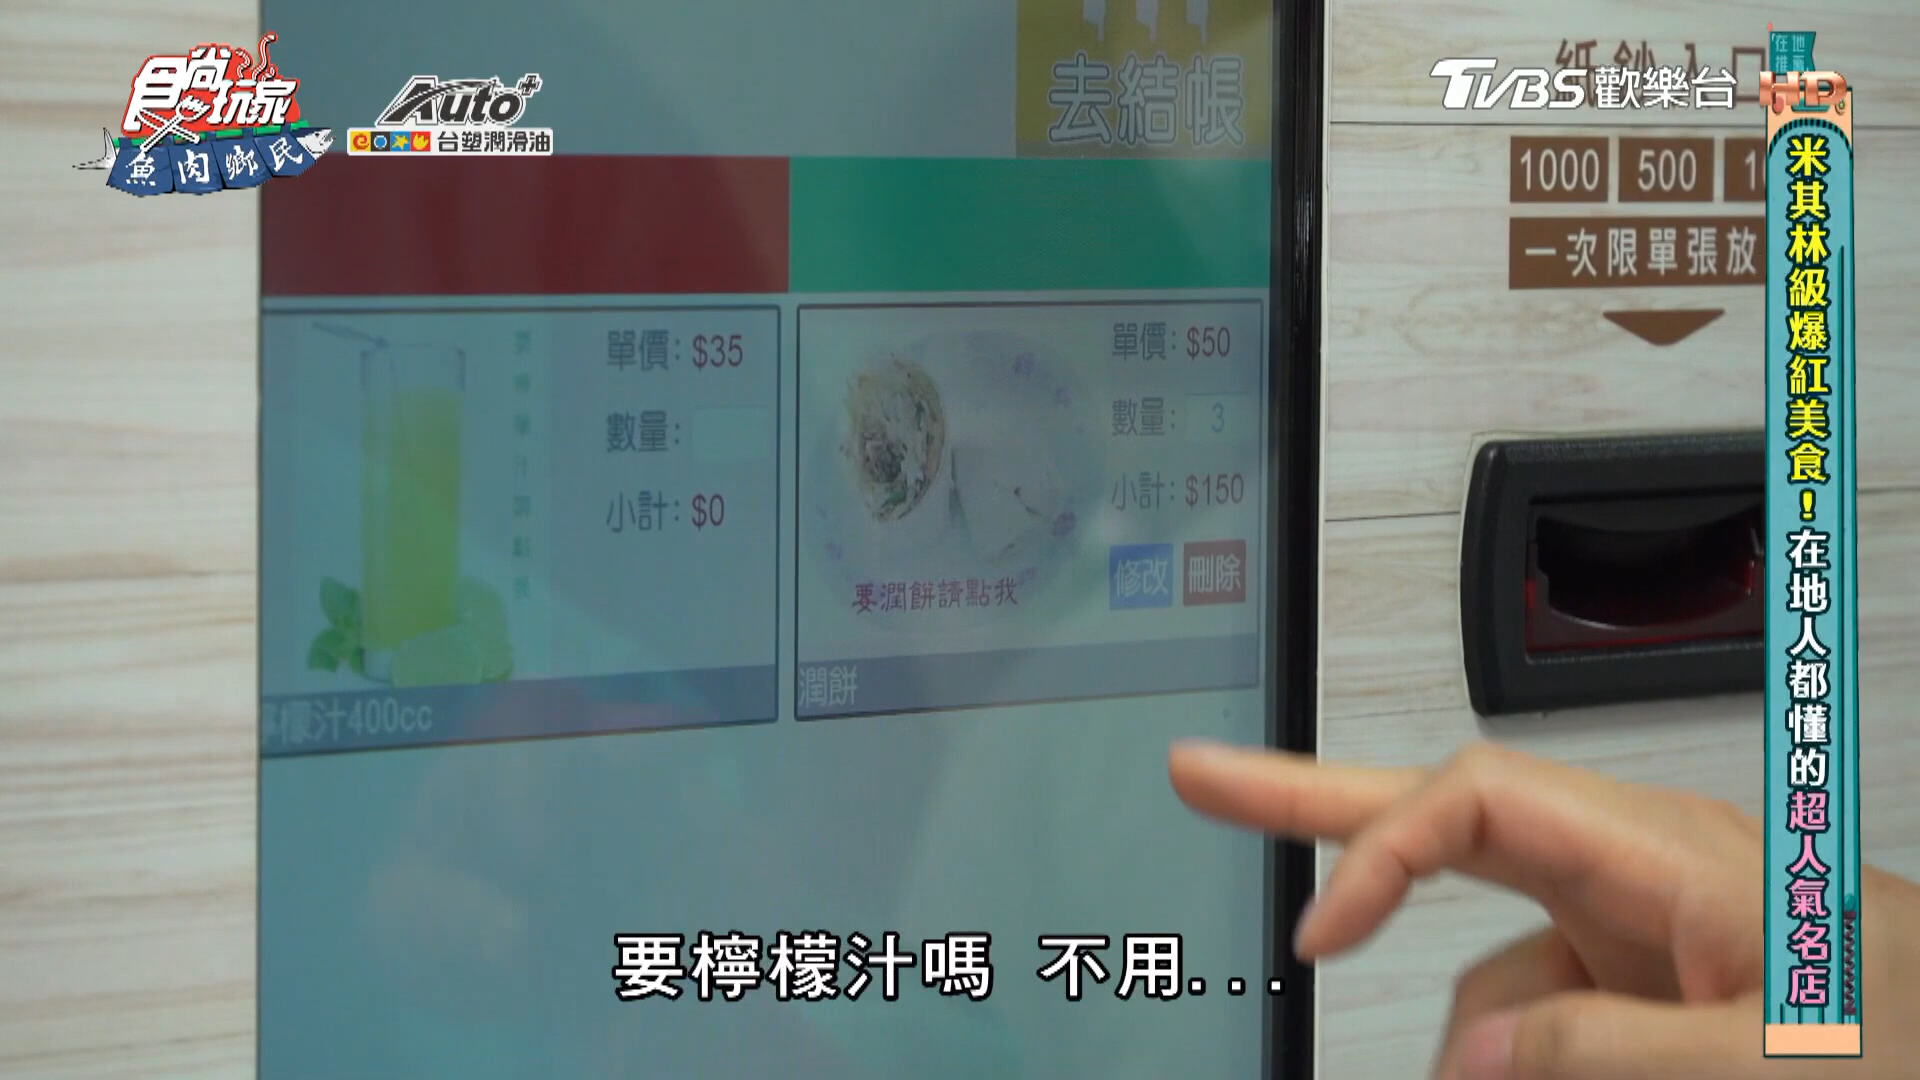 食尚玩家
魚肉鄉民
Auto+
台塑潤滑油
去結帳
紙鈔入口
TVBS歡樂台
HD
在地
推薦
1000 500
一次限單張放
單價: $35
數量:
小計: $0
檸檬汁400cc
單價: $50
數量: 3
小計: $150
修改 刪除
要潤餅請點我
潤餅
米其林級爆紅美食!在地人都懂的超人氣名店
要檸檬汁嗎 不用...